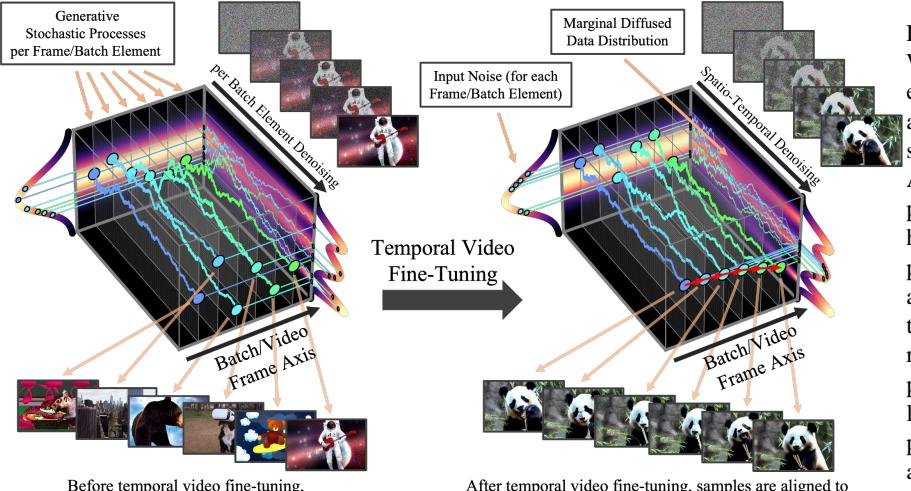 Generative
Stochastic Processes
per Frame/Batch Element
per Batch Element Denoising
Batch/Video
Frame Axis
Before temporal video fine-tuning,
Temporal Video
Fine-Tuning
Input Noise (for each
Frame/Batch Element)
Marginal Diffused
Data Distribution
Spatio-Temporal Denoising
Batch/Video
Frame Axis
After temporal video fine-tuning, samples are aligned to